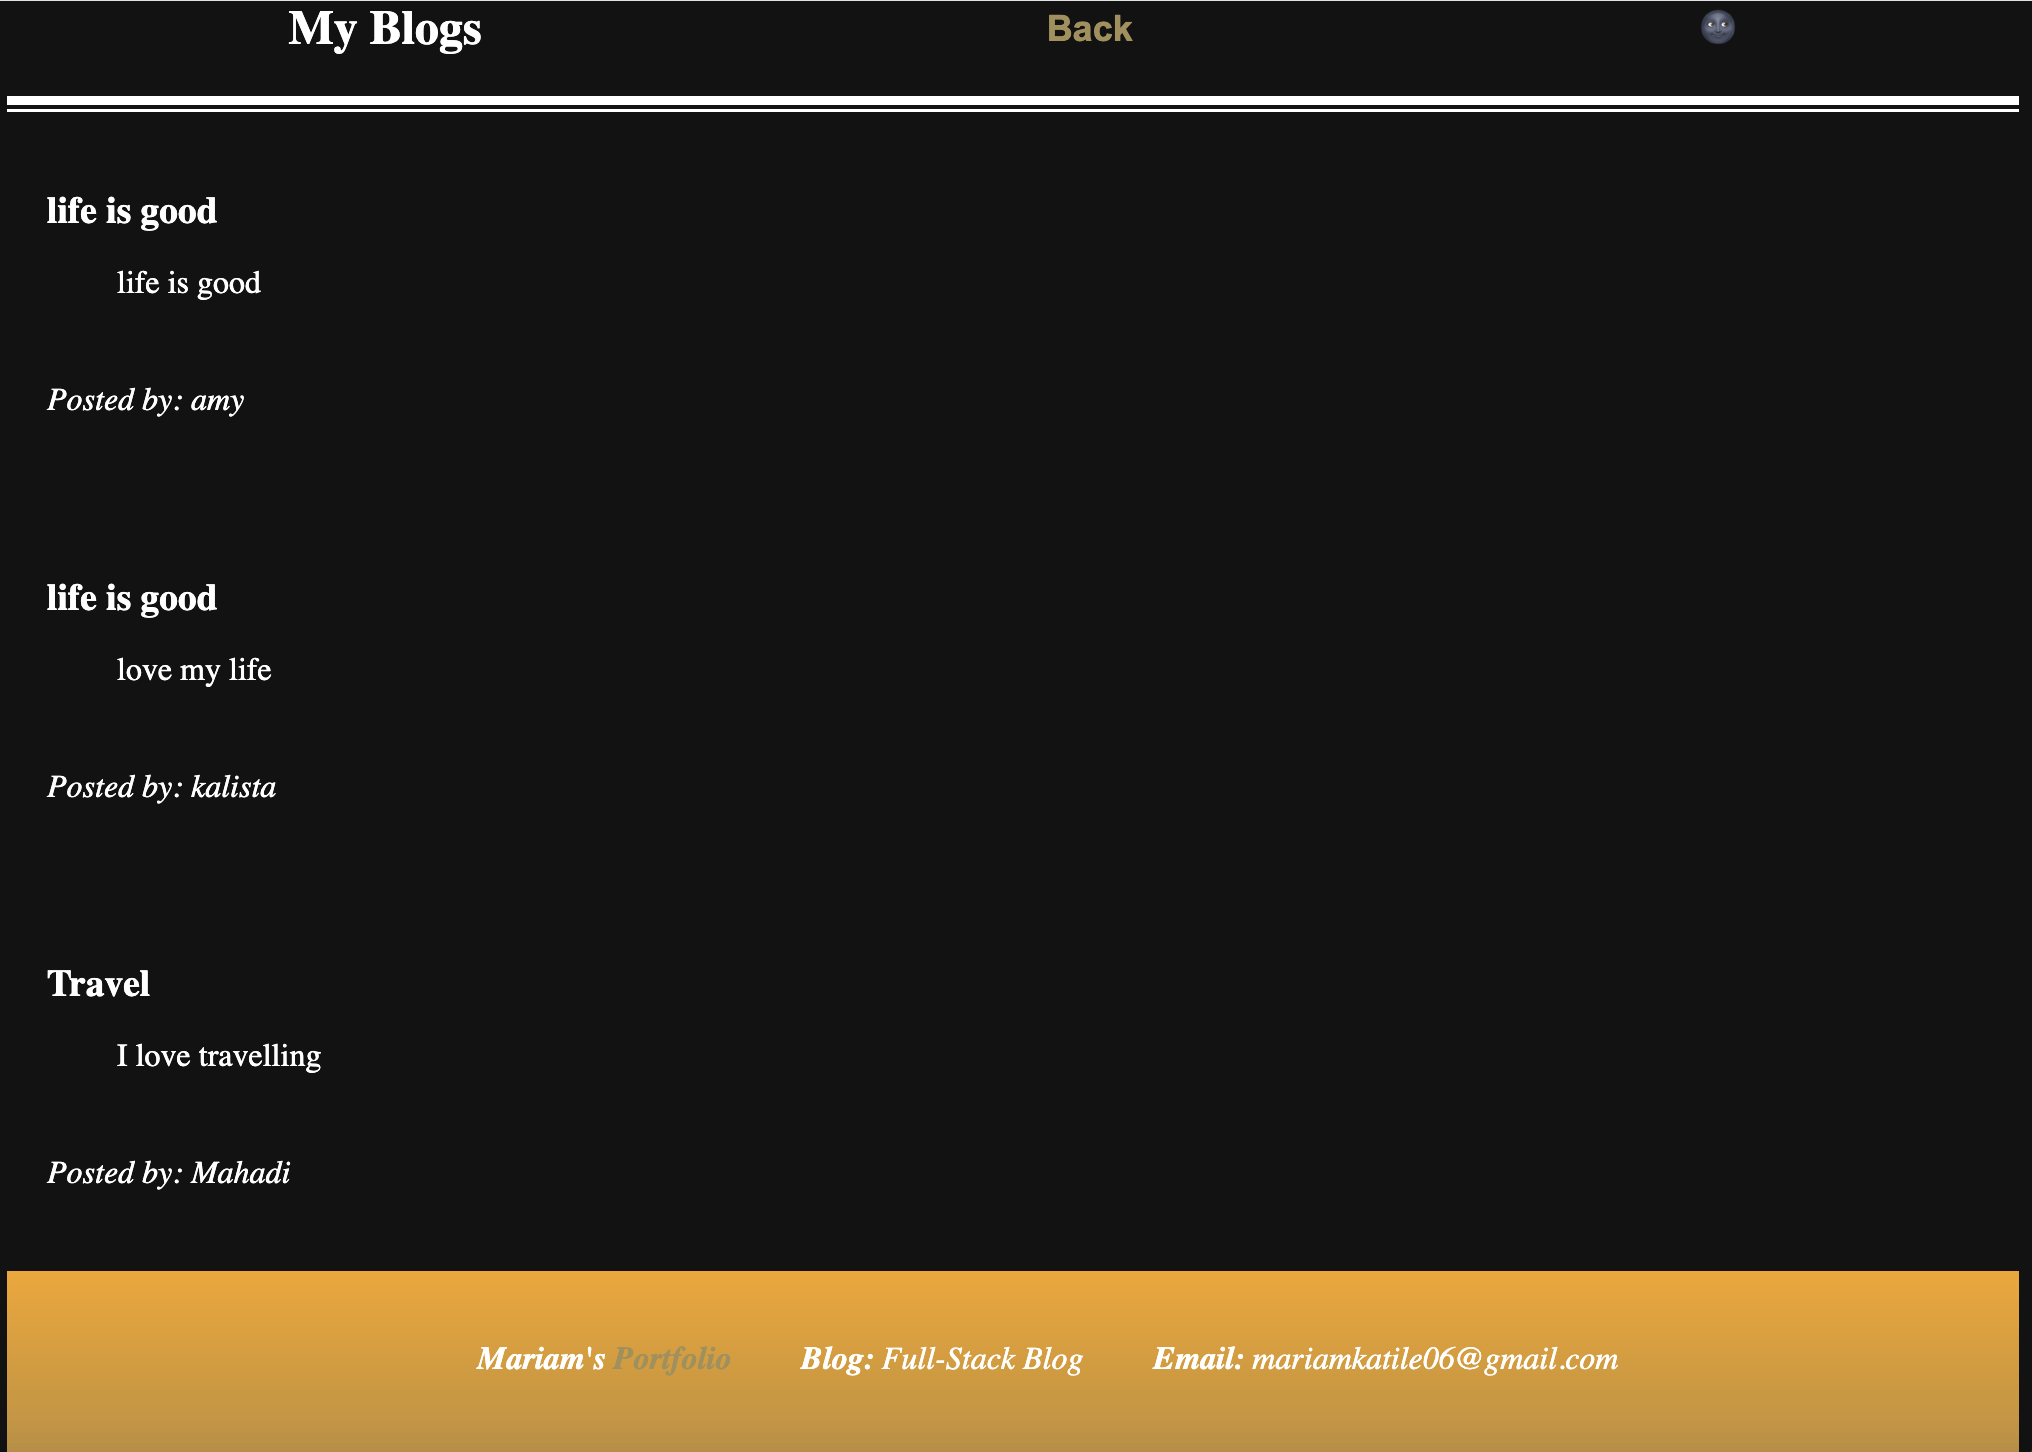 My Blogs Back
life is good
life is good
Posted by: amy
life is good
love my life
Posted by: kalista
Travel
I love travelling
Posted by: Mahadi
Mariam's Portfolio Blog: Full-Stack Blog Email: mariamkatile06@gmail.com